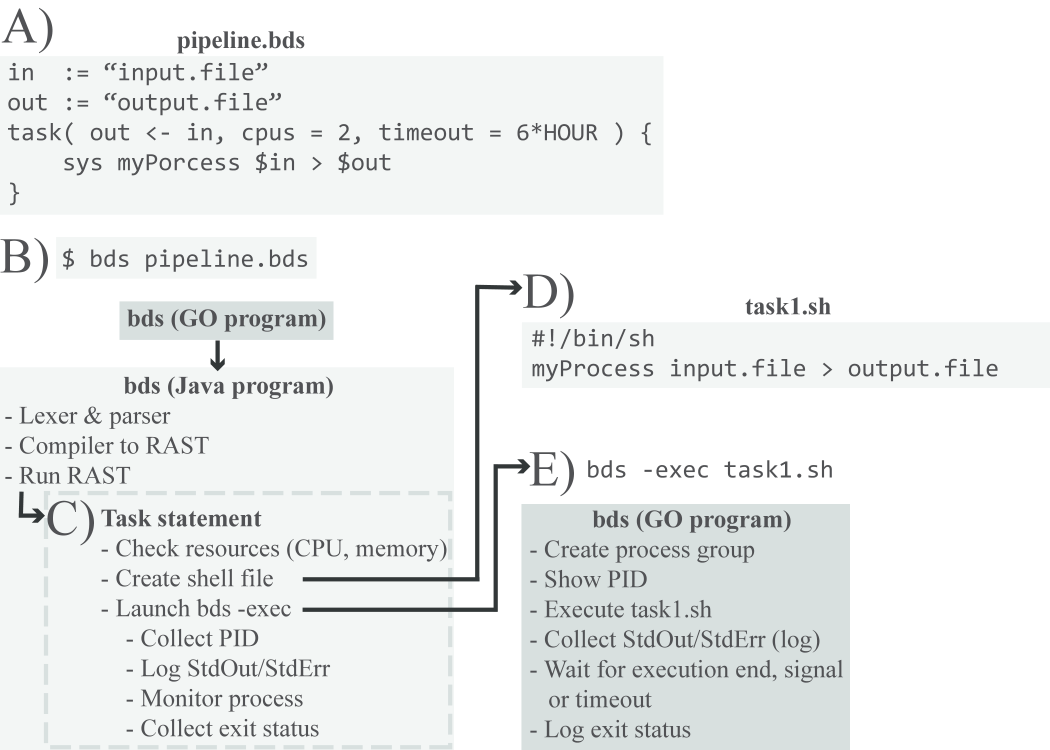 A)
pipeline.bds
in  := “input.file”
out := “output.file”
task( out <- in, cpus = 2, timeout = 6*HOUR ) {
    sys myPorcess $in > $out
}
B) $ bds pipeline.bds
bds (GO program)
bds (Java program)
- Lexer & parser
- Compiler to RAST
- Run RAST
C) Task statement
- Check resources (CPU, memory)
- Create shell file
- Launch bds -exec
- Collect PID
- Log StdOut/StdErr
- Monitor process
- Collect exit status
D)
task1.sh
#!/bin/sh
myProcess input.file > output.file
E) bds -exec task1.sh
bds (GO program)
- Create process group
- Show PID
- Execute task1.sh
- Collect StdOut/StdErr (log)
- Wait for execution end, signal
or timeout
- Log exit status